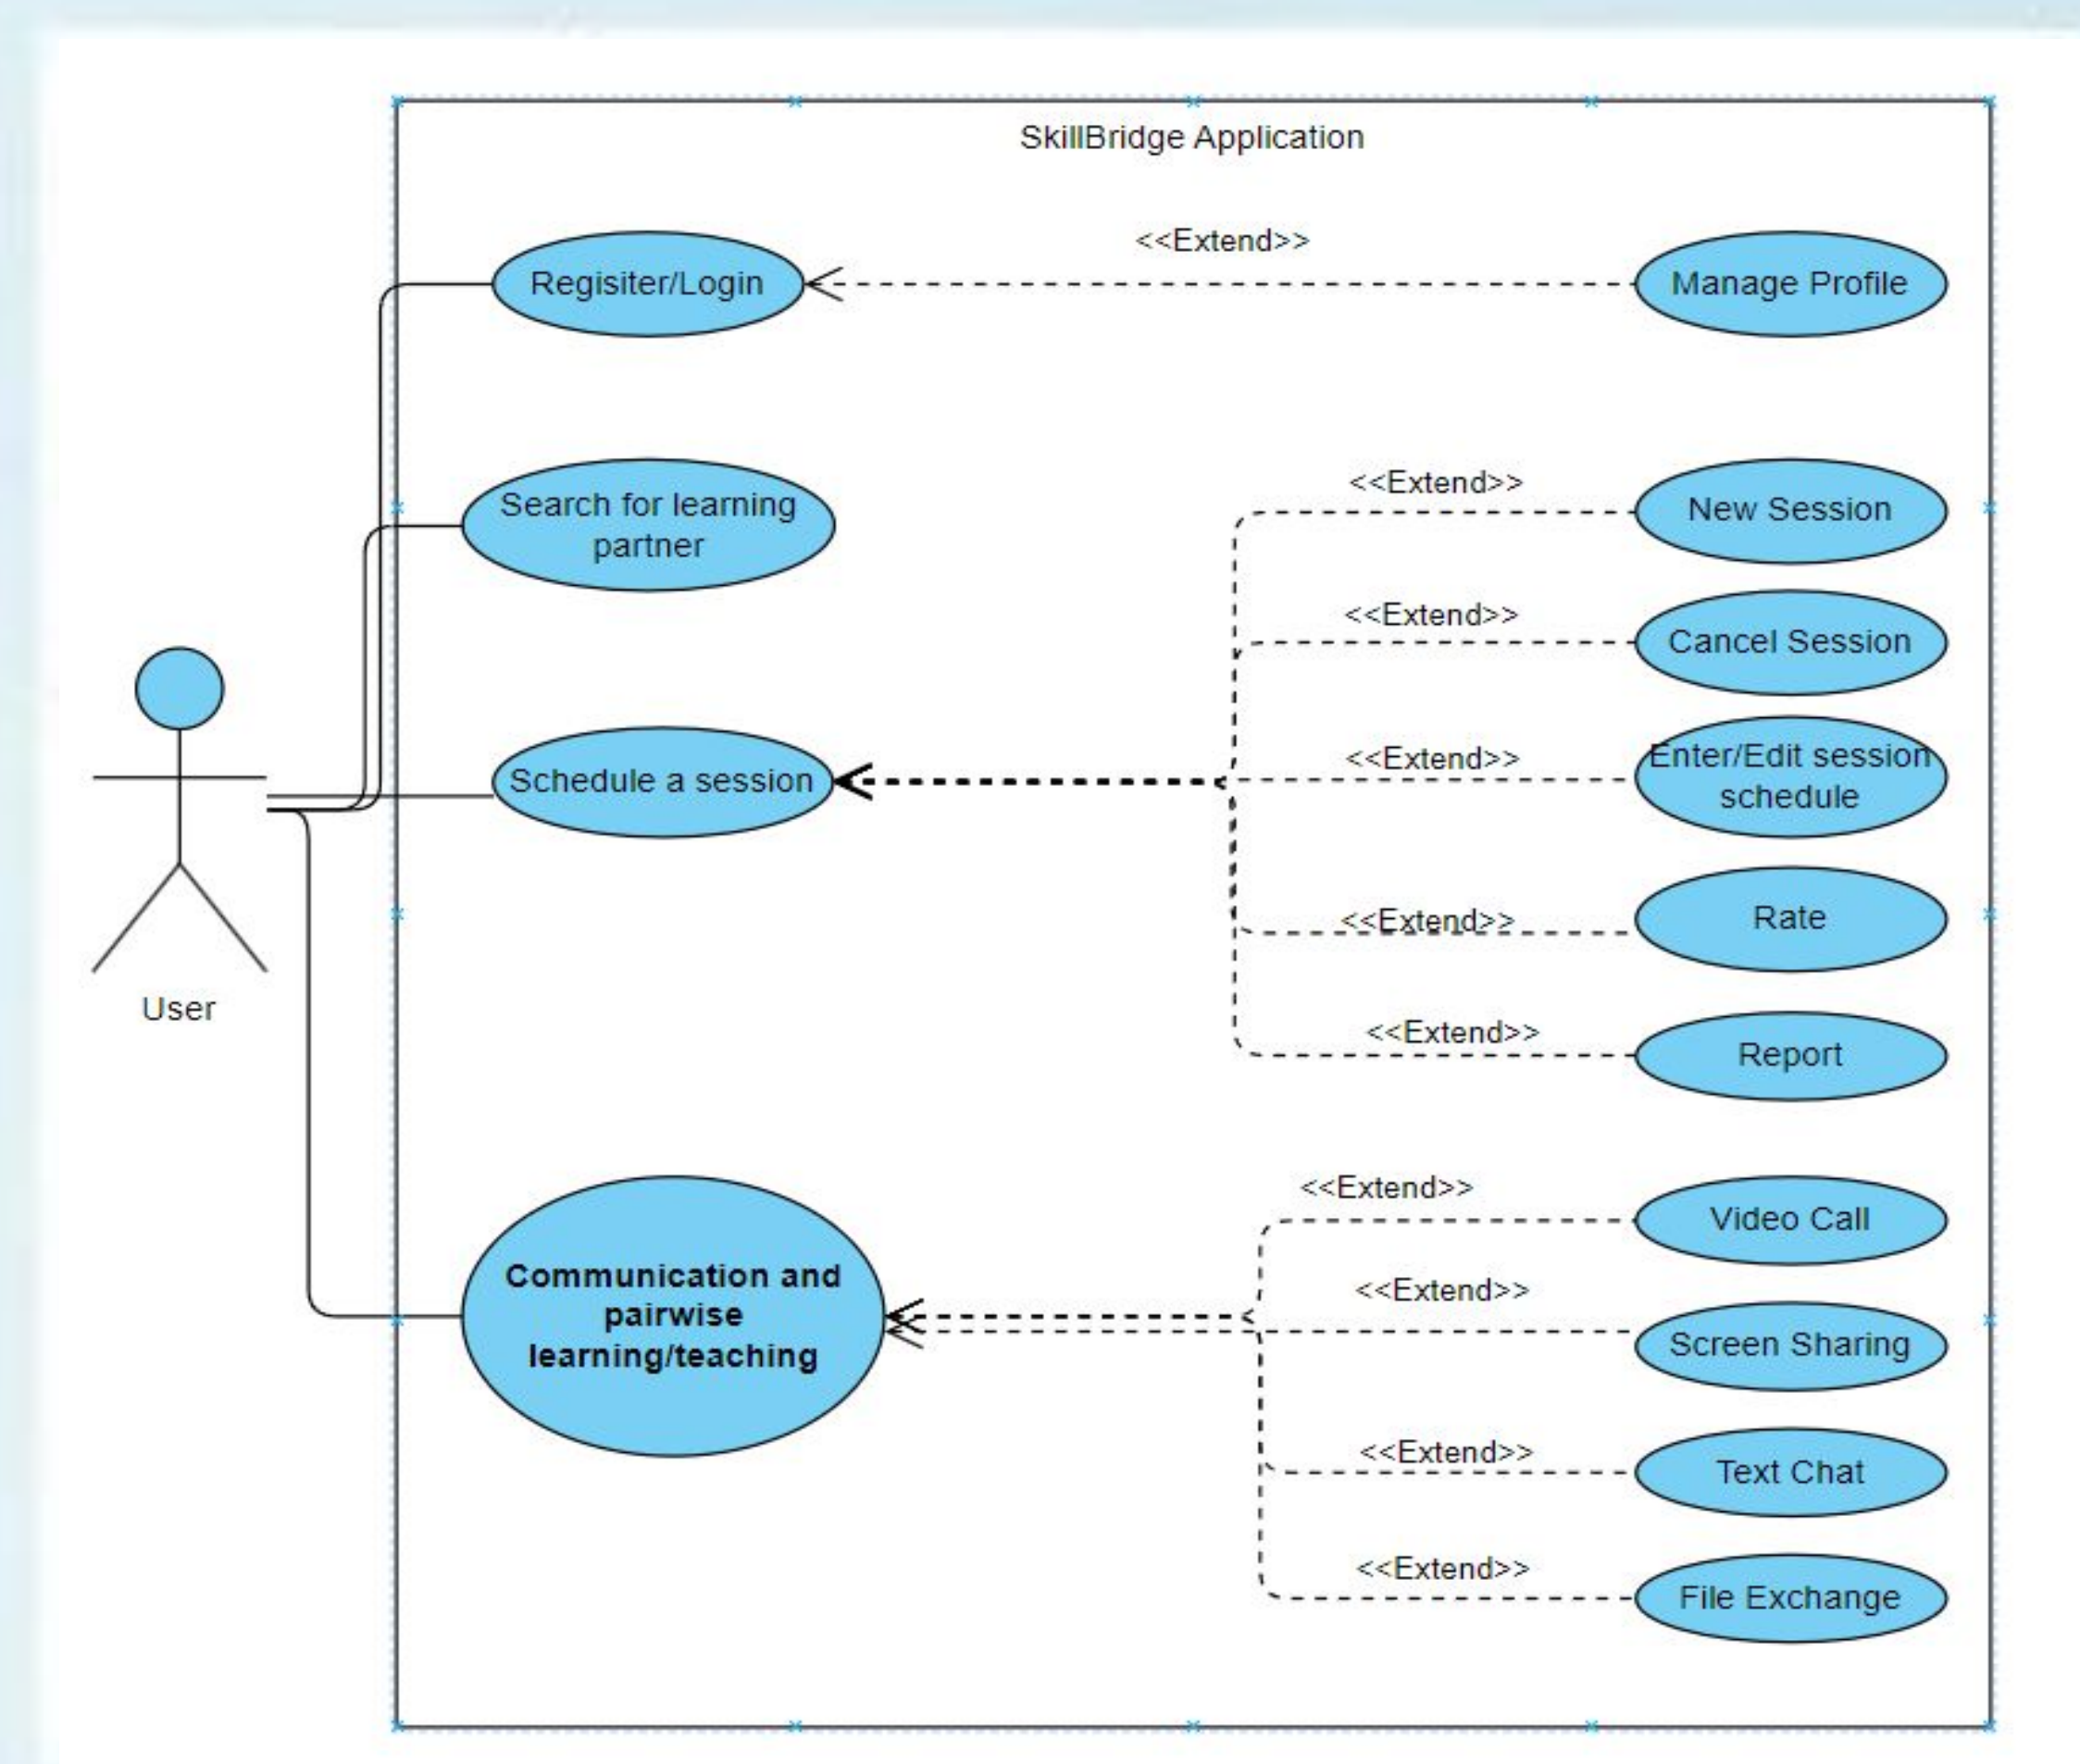 SkillBridge Application
<<Extend>>
Regisiter/Login
Manage Profile
<<Extend>>
Search for learning
partner
New Session
<<Extend>>
Cancel Session
<<Extend>>
Schedule a session
Enter/Edit session
schedule
<<Extend>>
Rate
User
<<Extend>>
Report
<<Extend>>
Video Call
Communication and
pairwise
learning/teaching
<<Extend>>
Screen Sharing
<<Extend>>
Text Chat
<<Extend>>
File Exchange